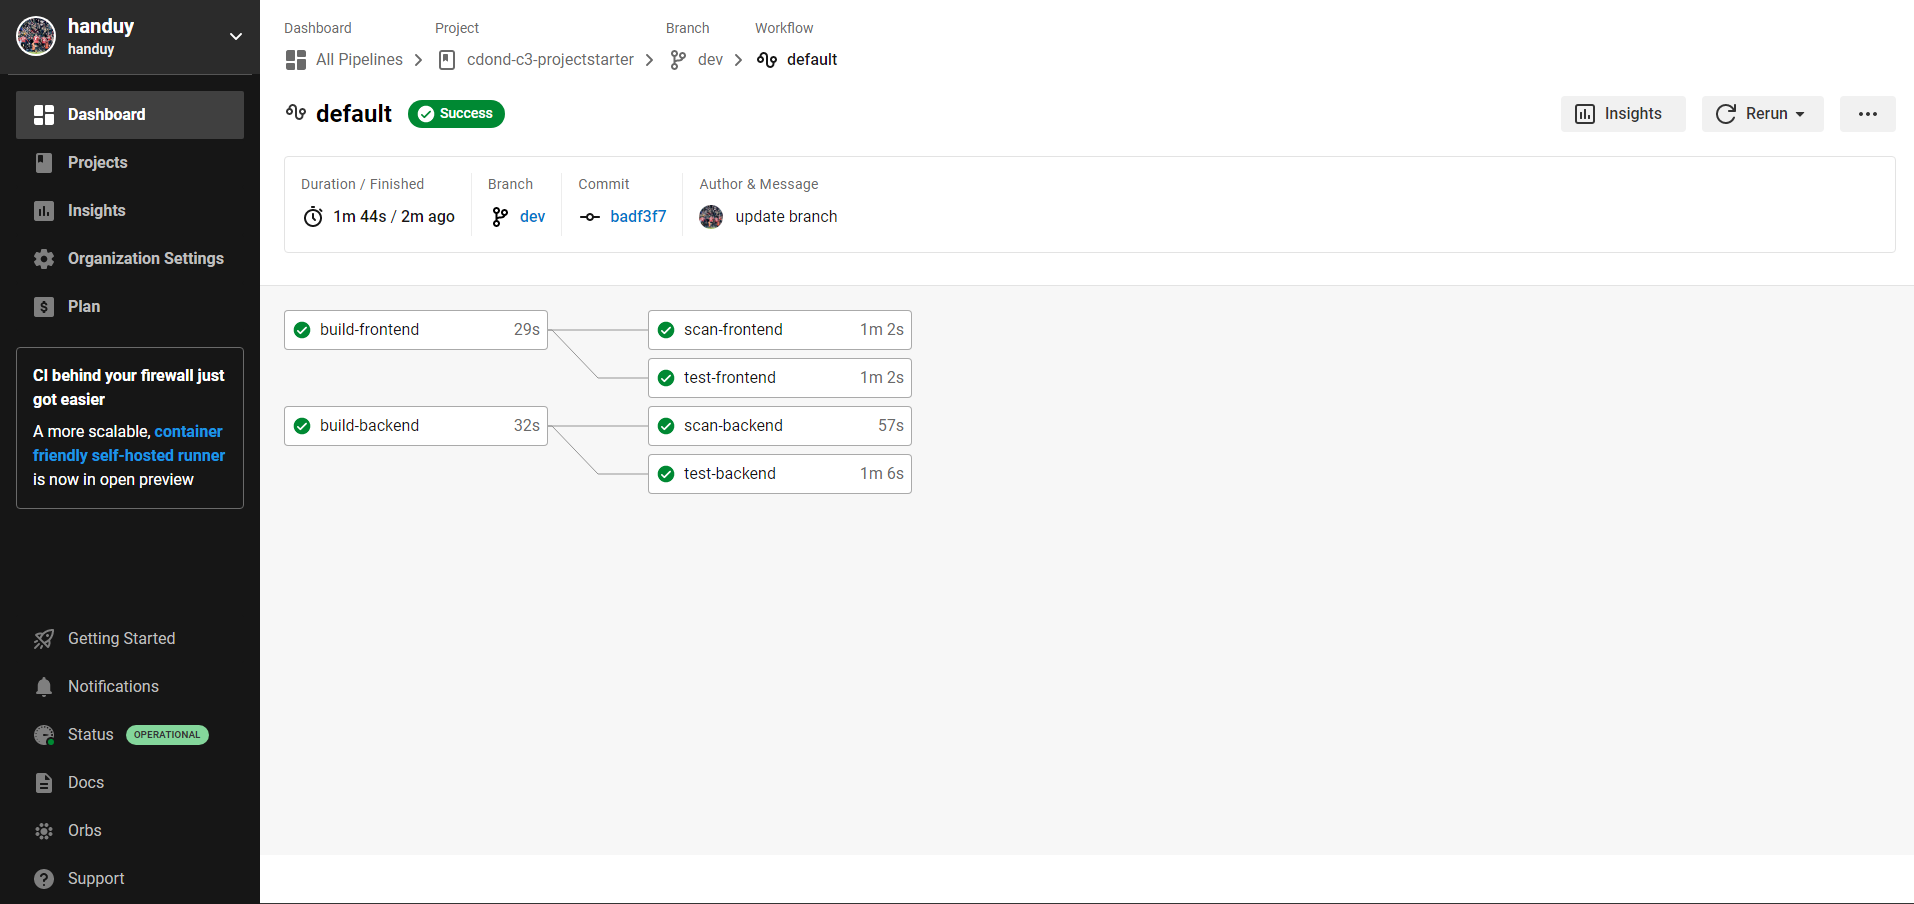 handuy
handuy
Dashboard
Projects
Insights
Organization Settings
Plan
CI behind your firewall just
got easier
A more scalable, container
friendly self-hosted runner
is now in open preview
Getting Started
Notifications
Status OPERATIONAL
Docs
Orbs
Support
Dashboard Project Branch Workflow
All Pipelines cdond-c3-projectstarter dev default
default Success Insights Rerun
Duration / Finished Branch Commit Author & Message
1m 44s / 2m ago dev badf3f7 update branch
build-frontend 29s scan-frontend 1m 2s
test-frontend 1m 2s
build-backend 32s scan-backend 57s
test-backend 1m 6s